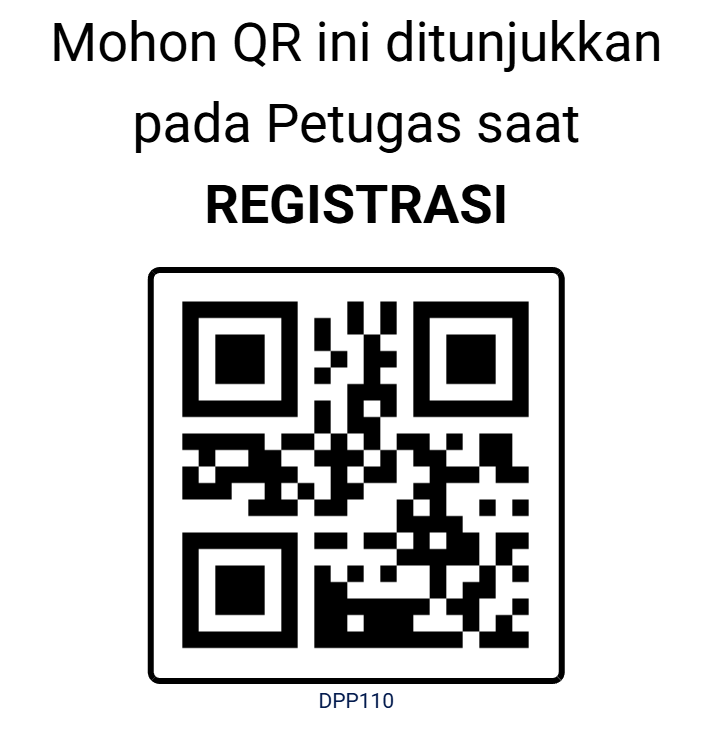 Mohon QR ini ditunjukkan
pada Petugas saat
REGISTRASI
DPP110